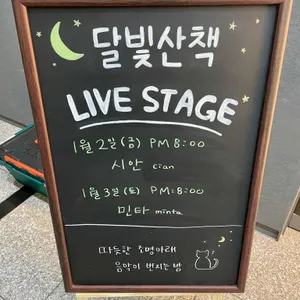 달빛산책
LIVE STAGE
1월 2일(금) PM 8:00
시안 cian
1월 3일(토) PM:8:00
민타 minta
따듯한 조명아래
음악이 번지는 밤